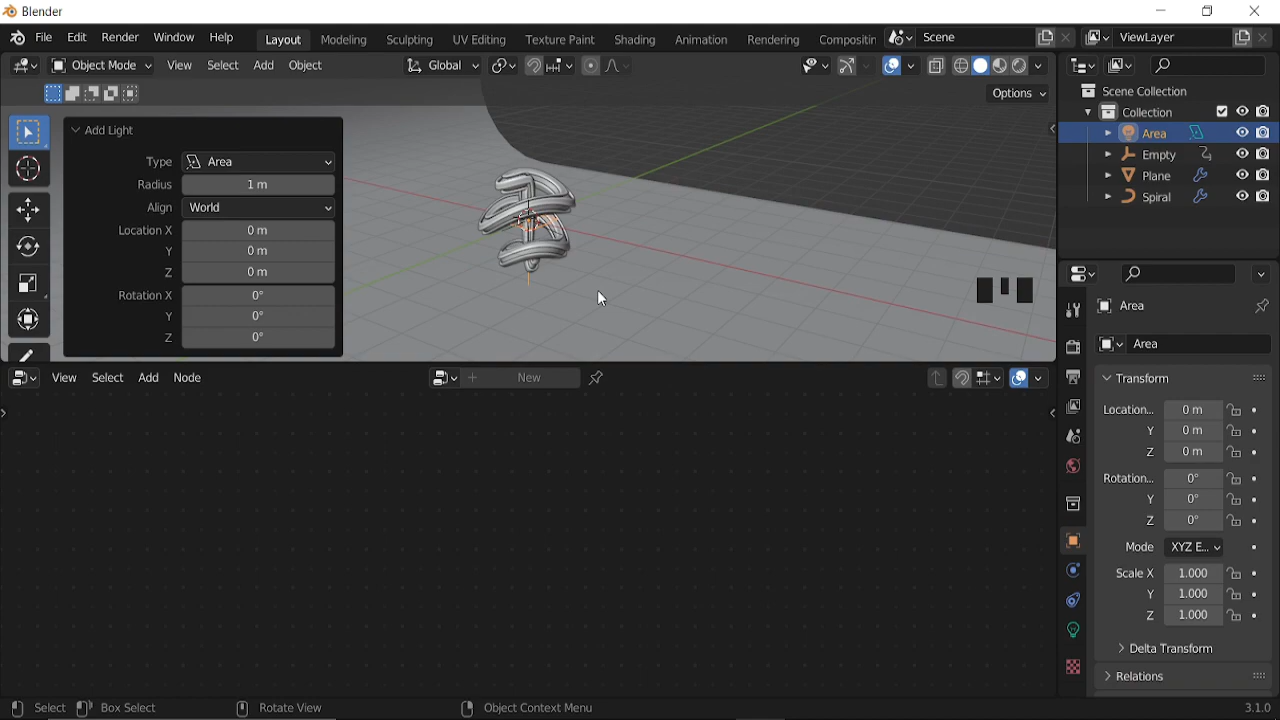 Blender
File Edit Render Window Help Layout Modeling Sculpting UV Editing Texture Paint Shading Animation Rendering Compositin Scene ViewLayer
Object Mode View Select Add Object Global
Options
Scene Collection
Collection
Area
Empty
Plane
Spiral
Add Light
Type Area
Radius 1 m
Align World
Location X 0 m
Y 0 m
Z 0 m
Rotation X 0°
Y 0°
Z 0°
View Select Add Node New
Area
Area
Transform
Location... 0 m
Y 0 m
Z 0 m
Rotation... 0°
Y 0°
Z 0°
Mode XYZ E...
Scale X 1.000
Y 1.000
Z 1.000
Delta Transform
Relations
Select Box Select Rotate View Object Context Menu 3.1.0